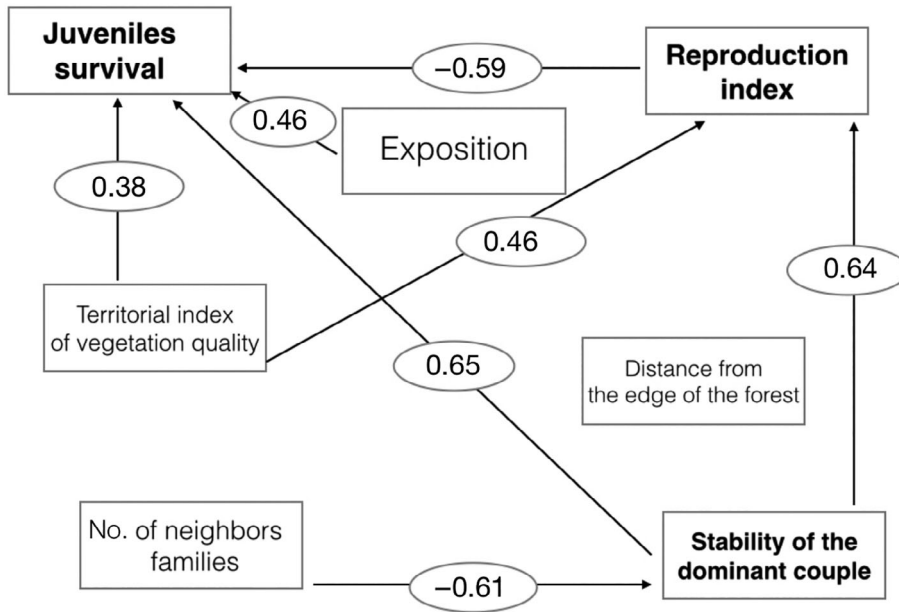 Juveniles
survival
−0.59
Reproduction
index
0.46
Exposition
0.38
0.46
0.64
Territorial index
of vegetation quality
0.65
Distance from
the edge of the forest
No. of neighbors
families
−0.61
Stability of the
dominant couple